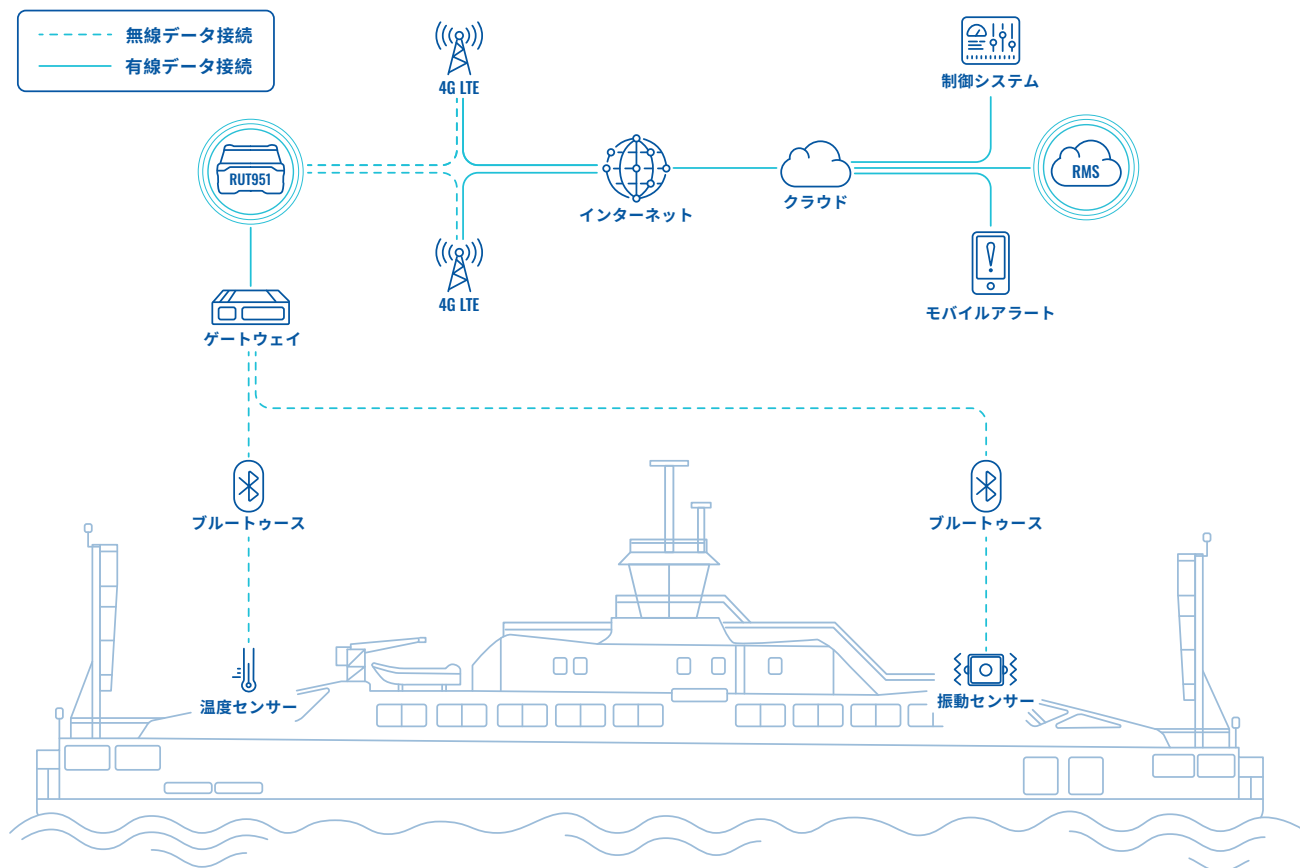 無線データ接続
有線データ接続
4G LTE
制御システム
RUT951
RMS
インターネット
クラウド
4G LTE
モバイルアラート
ゲートウェイ
ブルートゥース
ブルートゥース
温度センサー
振動センサー